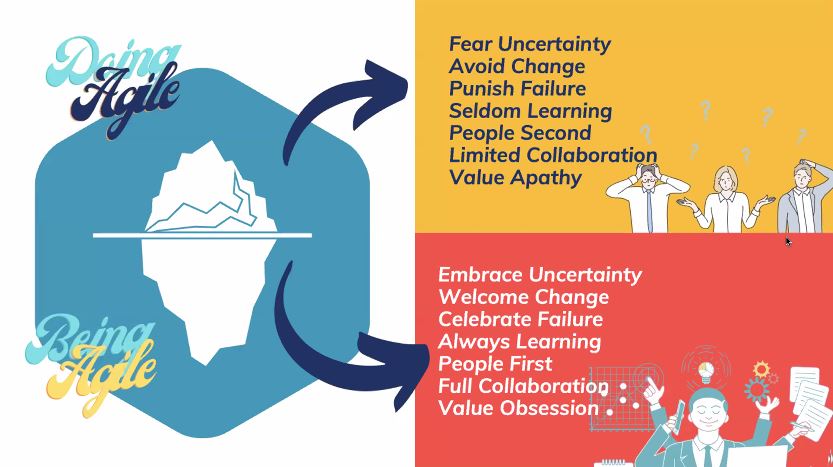 Doing
Agile
Fear Uncertainty
Avoid Change
Punish Failure
Seldom Learning
People Second
Limited Collaboration
Value Apathy
? ? ? ? ? ?
Being
Agile
Embrace Uncertainty
Welcome Change
Celebrate Failure
Always Learning
People First
Full Collaboration
Value Obsession